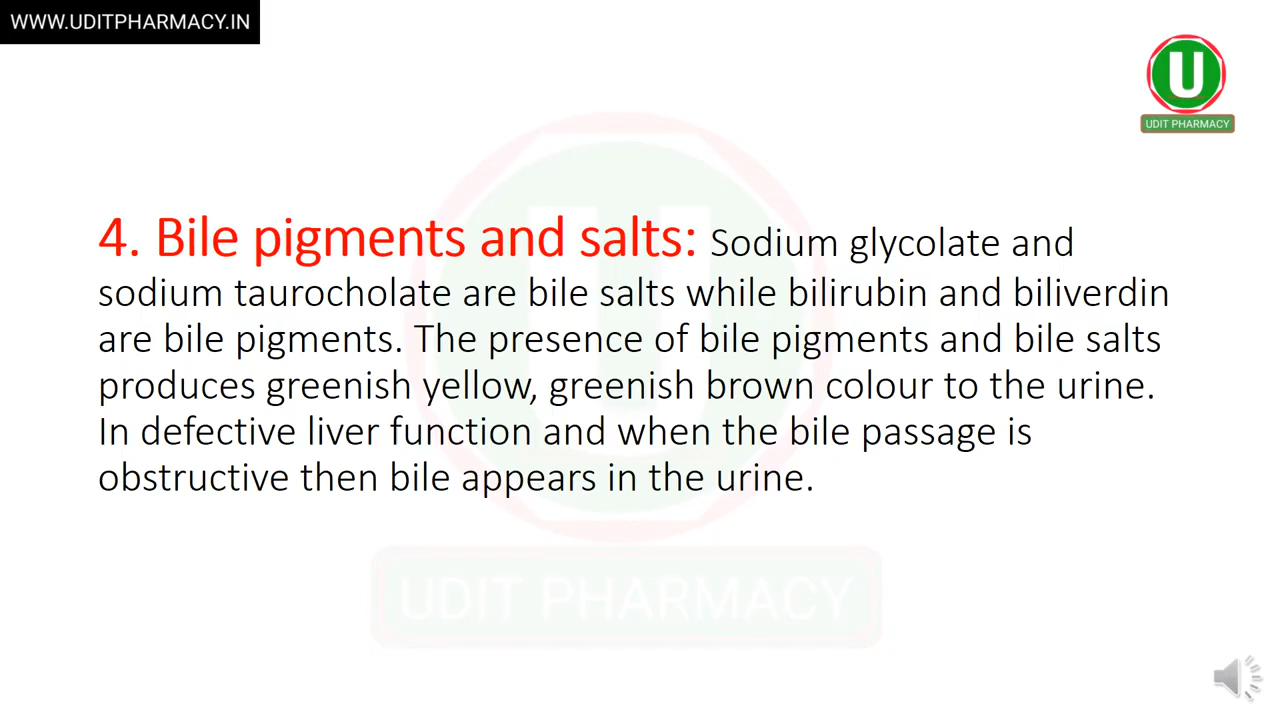 WWW.UDITPHARMACY.IN
U
UDIT PHARMACY
4. Bile pigments and salts: Sodium glycolate and
sodium taurocholate are bile salts while bilirubin and biliverdin
are bile pigments. The presence of bile pigments and bile salts
produces greenish yellow, greenish brown colour to the urine.
In defective liver function and when the bile passage is
obstructive then bile appears in the urine.
U
UDIT PHARMACY